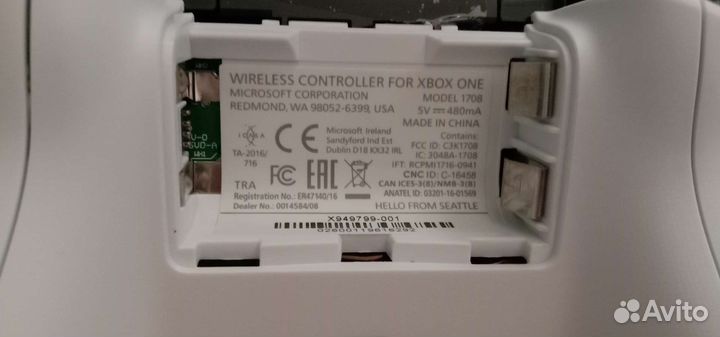 WIRELESS CONTROLLER FOR XBOX ONE
MICROSOFT CORPORATION
REDMOND, WA 98052-6399, USA
MODEL 1708
5V 480mA
MADE IN CHINA
ICASA
TA-2016/
716
CE
Microsoft Ireland
Sandyford Ind Est
Dublin D18 KX32 IRL
Contains:
FCC ID: C3K1708
IC: 3048A-1708
IFT: RCPMI1716-0941
CNC ID: C-16458
CAN ICES-3(B)/NMB-3(B)
ANATEL ID: 03201-16-01569
TRA
FC
EAC
Registration No.: ER47140/16
Dealer No.: 0014584/08
HELLO FROM SEATTLE
X949799-001
V-0
Avito